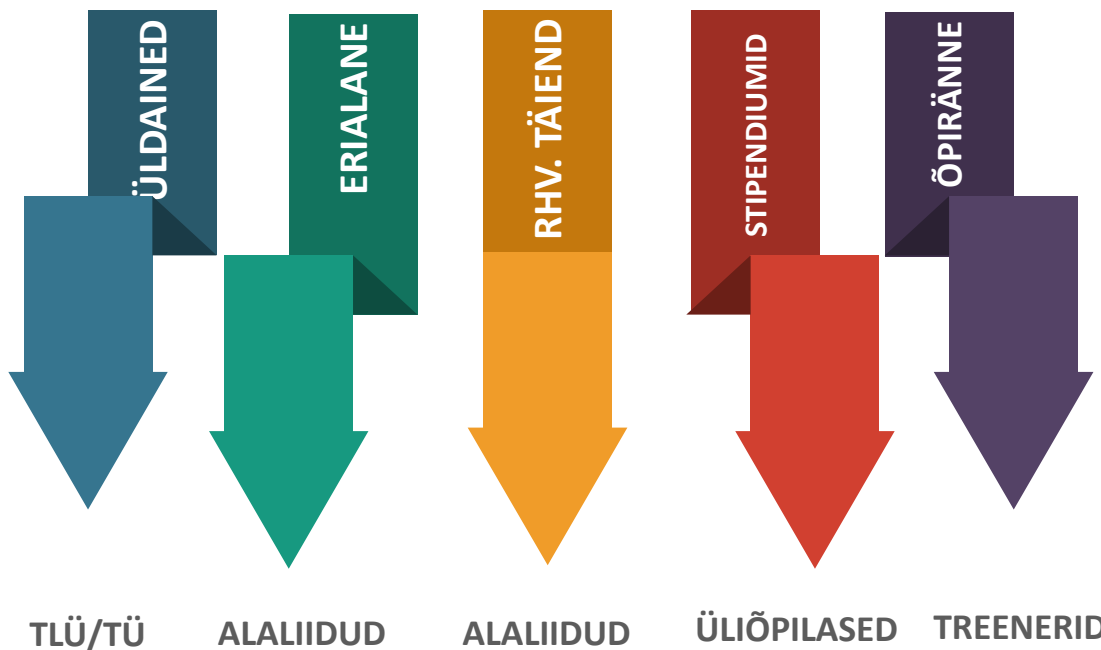 ÜLDAINED
ERIALANE
RHV. TÄIEND
STIPENDIUMID
ÕPIRÄNNE
TLÜ/TÜ
ALALIIDUD
ALALIIDUD
ÜLIÕPILASED
TREENERID